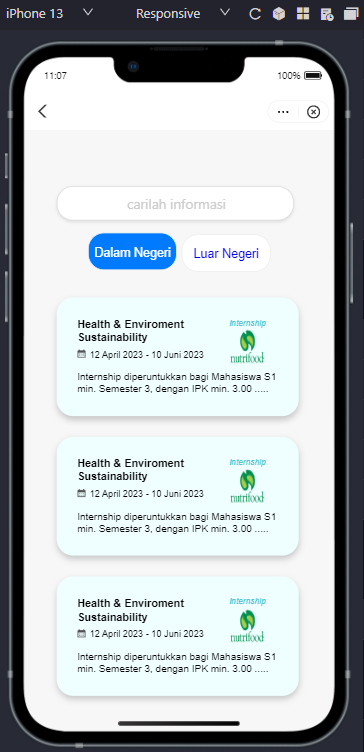 iPhone 13 Responsive
11:07 100%
carilah informasi
Dalam Negeri Luar Negeri
Health & Enviroment
Sustainability
Internship
nutrifood
12 April 2023 - 10 Juni 2023
Internship diperuntukkan bagi Mahasiswa S1
min. Semester 3, dengan IPK min. 3.00 .....
Health & Enviroment
Sustainability
Internship
nutrifood
12 April 2023 - 10 Juni 2023
Internship diperuntukkan bagi Mahasiswa S1
min. Semester 3, dengan IPK min. 3.00 .....
Health & Enviroment
Sustainability
Internship
nutrifood
12 April 2023 - 10 Juni 2023
Internship diperuntukkan bagi Mahasiswa S1
min. Semester 3, dengan IPK min. 3.00 .....